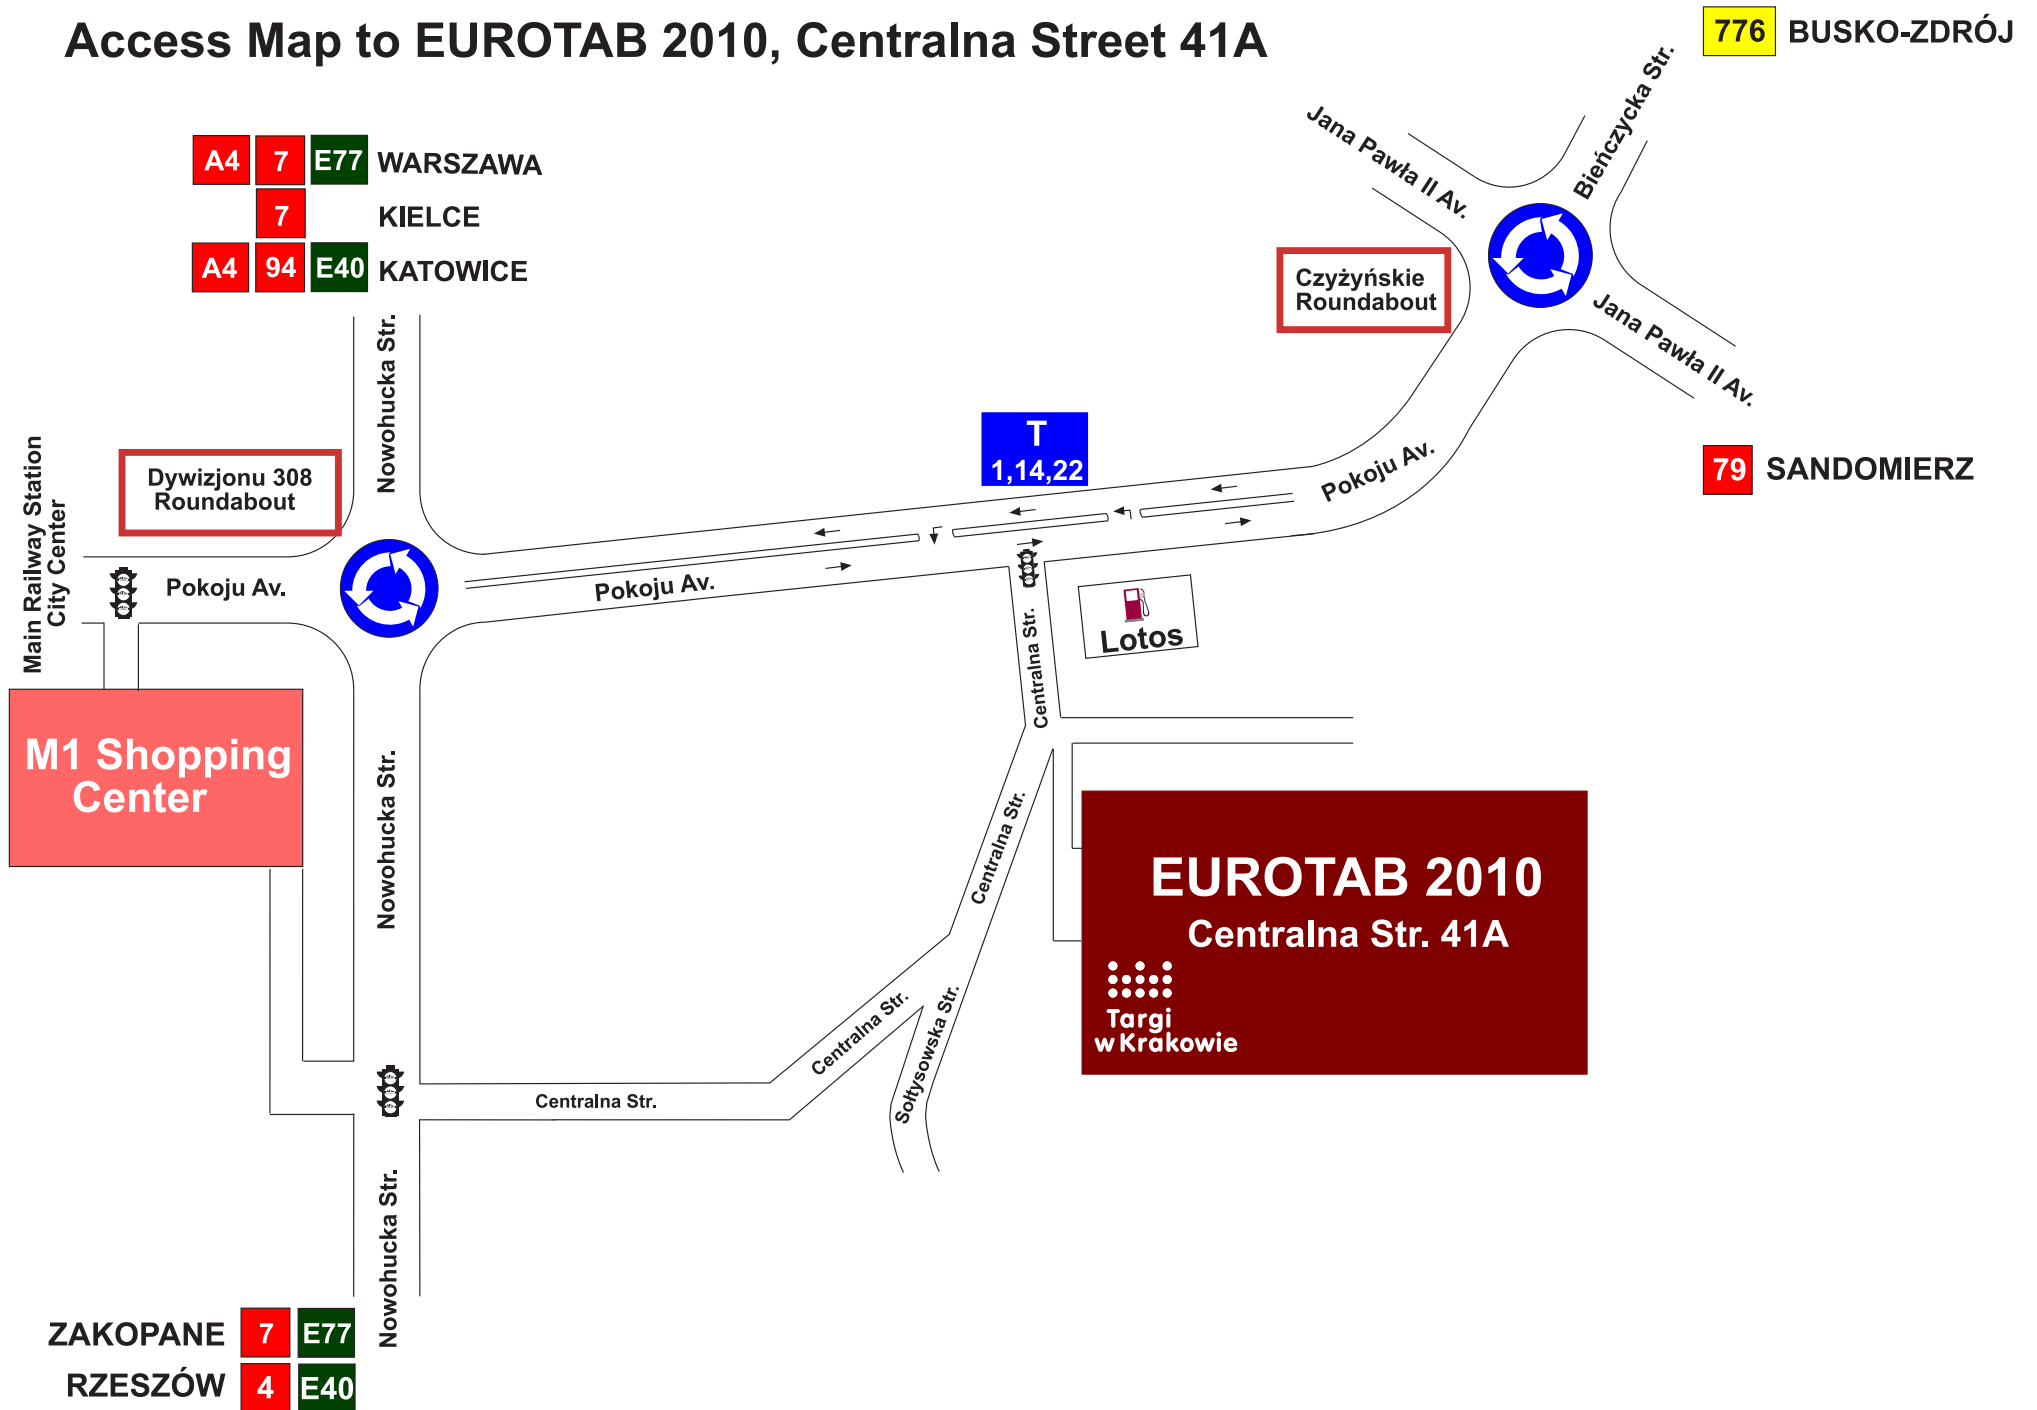 Access Map to EUROTAB 2010, Centralna Street 41A
776 BUSKO-ZDRÓJ
A4 7 E77 WARSZAWA
7 KIELCE
A4 94 E40 KATOWICE
Jana Pawła II Av.
Bieńczycka Str.
Czyżyńskie
Roundabout
Jana Pawła II Av.
79 SANDOMIERZ
Nowohucka Str.
Dywizjonu 308
Roundabout
T
1,14,22
Pokoju Av.
Main Railway Station
City Center
Pokoju Av.
Pokoju Av.
Lotos
Centralna Str.
M1 Shopping
Center
Nowohucka Str.
Centralna Str.
EUROTAB 2010
Centralna Str. 41A
Targi
w Krakowie
Centralna Str.
Sołtysowska Str.
Centralna Str.
Nowohucka Str.
ZAKOPANE 7 E77
RZESZÓW 4 E40